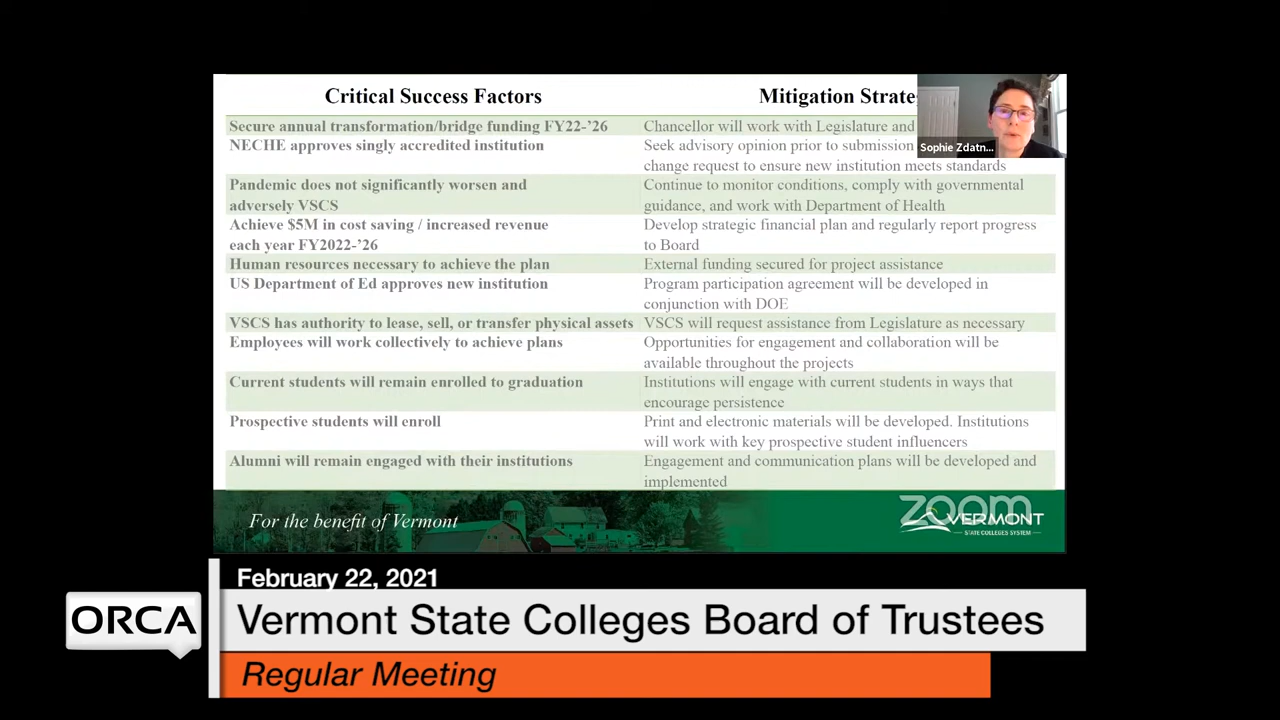 Critical Success Factors
Mitigation
Secure annual transformation/bridge funding FY22-’26
Chancellor will work with Legislature and
NECHE approves singly accredited institution
Seek advisory opinion prior to submission
change request to ensure new institution meets standards
Pandemic does not significantly worsen and
adversely VSCS
Continue to monitor conditions, comply with governmental
guidance, and work with Department of Health
Achieve $5M in cost saving / increased revenue
each year FY2022-’26
Develop strategic financial plan and regularly report progress
to Board
Human resources necessary to achieve the plan
External funding secured for project assistance
US Department of Ed approves new institution
Program participation agreement will be developed in
conjunction with DOE
VSCS has authority to lease, sell, or transfer physical assets
VSCS will request assistance from Legislature as necessary
Employees will work collectively to achieve plans
Opportunities for engagement and collaboration will be
available throughout the projects
Current students will remain enrolled to graduation
Institutions will engage with current students in ways that
encourage persistence
Prospective students will enroll
Print and electronic materials will be developed. Institutions
will work with key prospective student influencers
Alumni will remain engaged with their institutions
Engagement and communication plans will be developed and
implemented
Sophie Zdatn...
For the benefit of Vermont
zoom
VERMONT
STATE COLLEGES SYSTEM
February 22, 2021
ORCA
Vermont State Colleges Board of Trustees
Regular Meeting